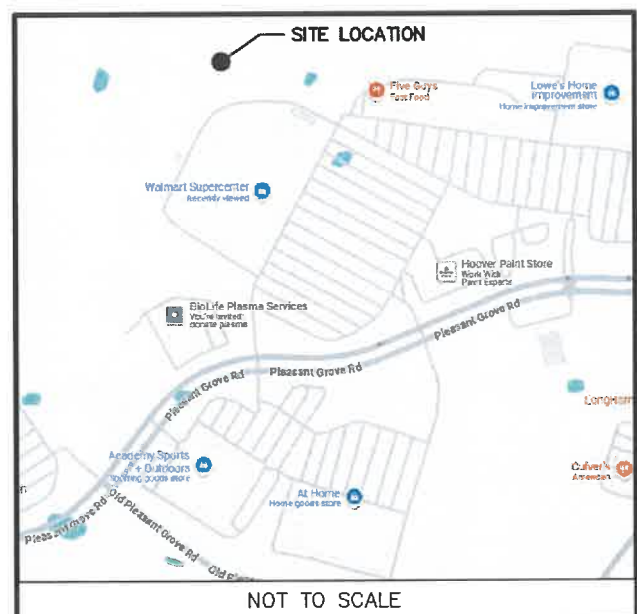 SITE LOCATION
Five Guys
Fast Food
Lowe's Home
Improvement
Home improvement store
Walmart Supercenter
Recently viewed
Hoover Paint Store
Work With
Paint Experts
BioLife Plasma Services
You're invited:
donate plasma
Pleasant Grove Rd
Pleasant Grove Rd
Pleasant Grove Rd
Academy Sports
+ Outdoors
Sporting goods store
At Home
Home goods store
Culver's
American
Old Pleasant Grove Rd
NOT TO SCALE